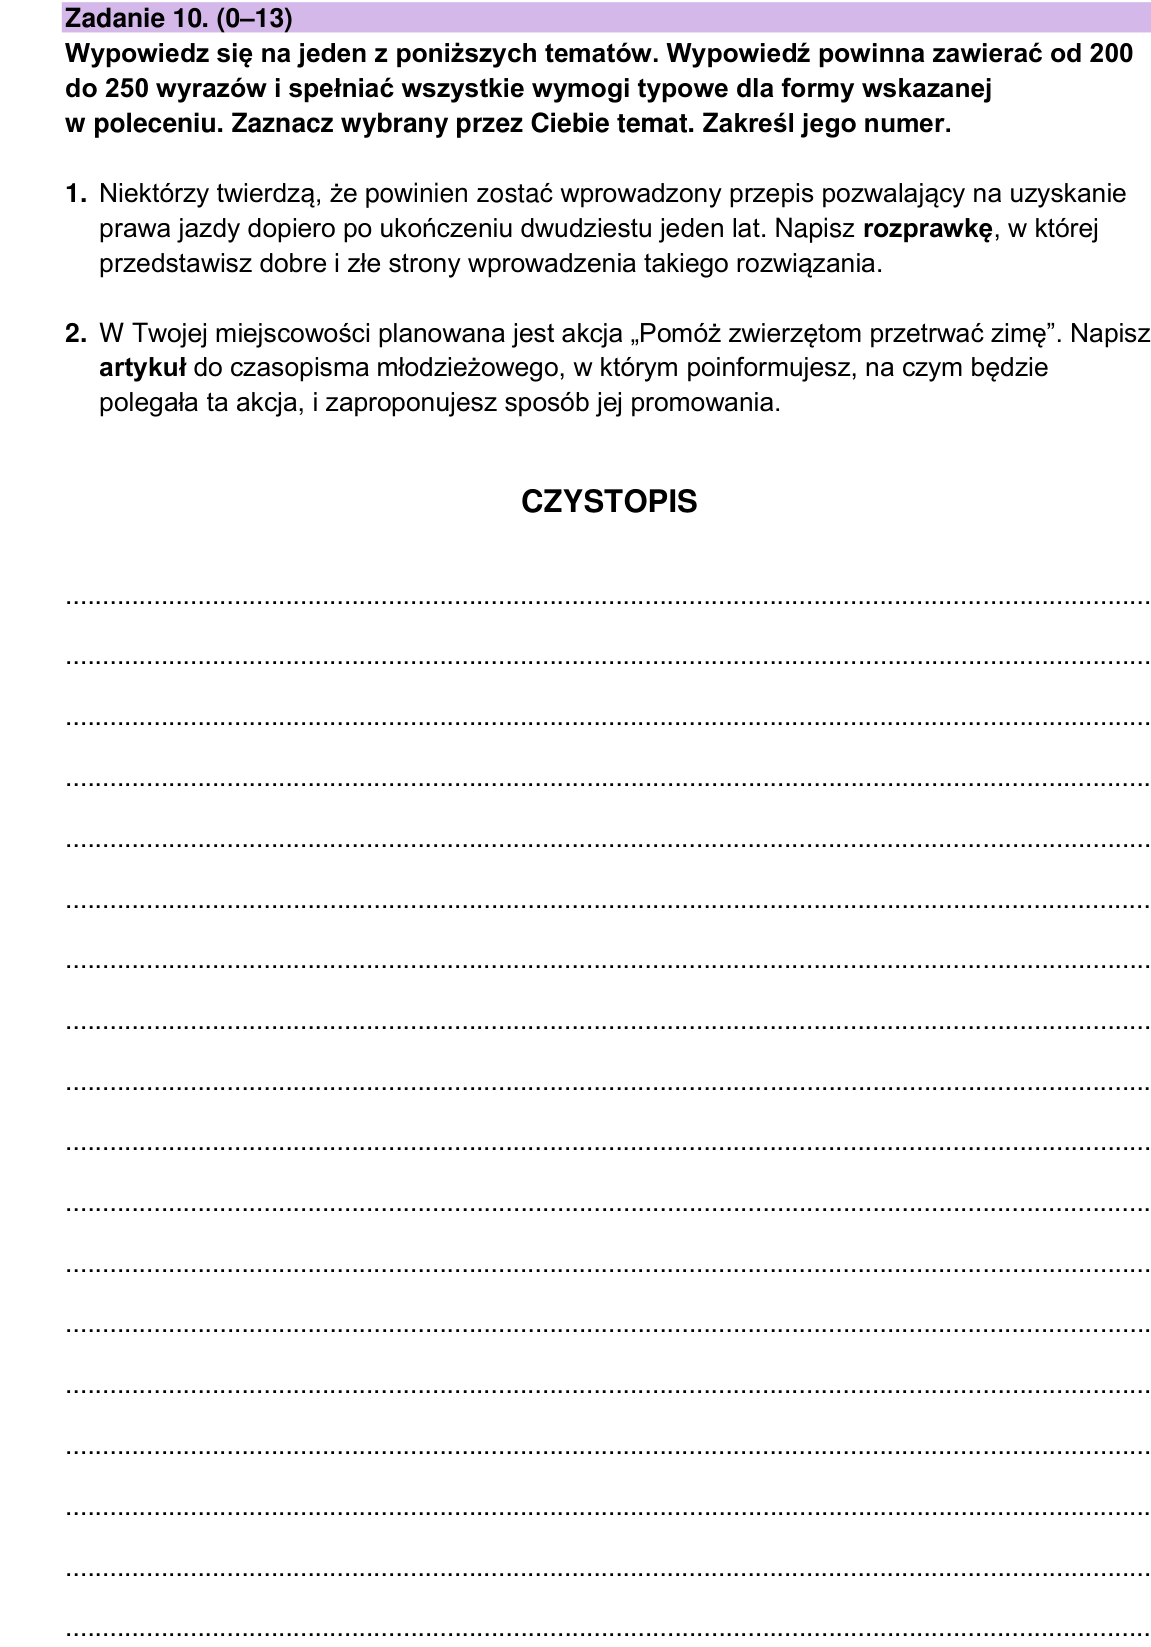 Zadanie 10. (0–13)
Wypowiedz się na jeden z poniższych tematów. Wypowiedź powinna zawierać od 200
do 250 wyrazów i spełniać wszystkie wymogi typowe dla formy wskazanej
w poleceniu. Zaznacz wybrany przez Ciebie temat. Zakreśl jego numer.
1. Niektórzy twierdzą, że powinien zostać wprowadzony przepis pozwalający na uzyskanie
prawa jazdy dopiero po ukończeniu dwudziestu jeden lat. Napisz rozprawkę, w której
przedstawisz dobre i złe strony wprowadzenia takiego rozwiązania.
2. W Twojej miejscowości planowana jest akcja „Pomóż zwierzętom przetrwać zimę”. Napisz
artykuł do czasopisma młodzieżowego, w którym poinformujesz, na czym będzie
polegała ta akcja, i zaproponujesz sposób jej promowania.
CZYSTOPIS